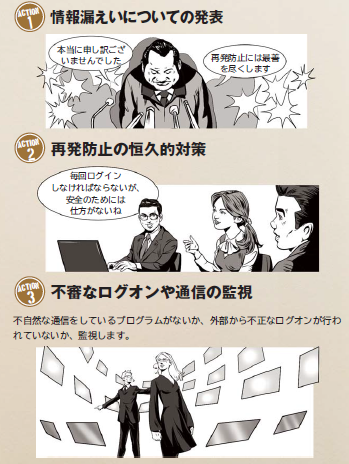 ACTION
1
情報漏えいについての発表
本当に申し訳ござ
いませんでした
再発防止には最善
を尽くします
ACTION
2
再発防止の恒久的対策
毎回ログイン
しなければならないが、
安全のためには
仕方がないね
ACTION
3
不審なログオンや通信の監視
不自然な通信をしているプログラムがないか、外部から不正なログオンが行わ
れていないか、監視します。